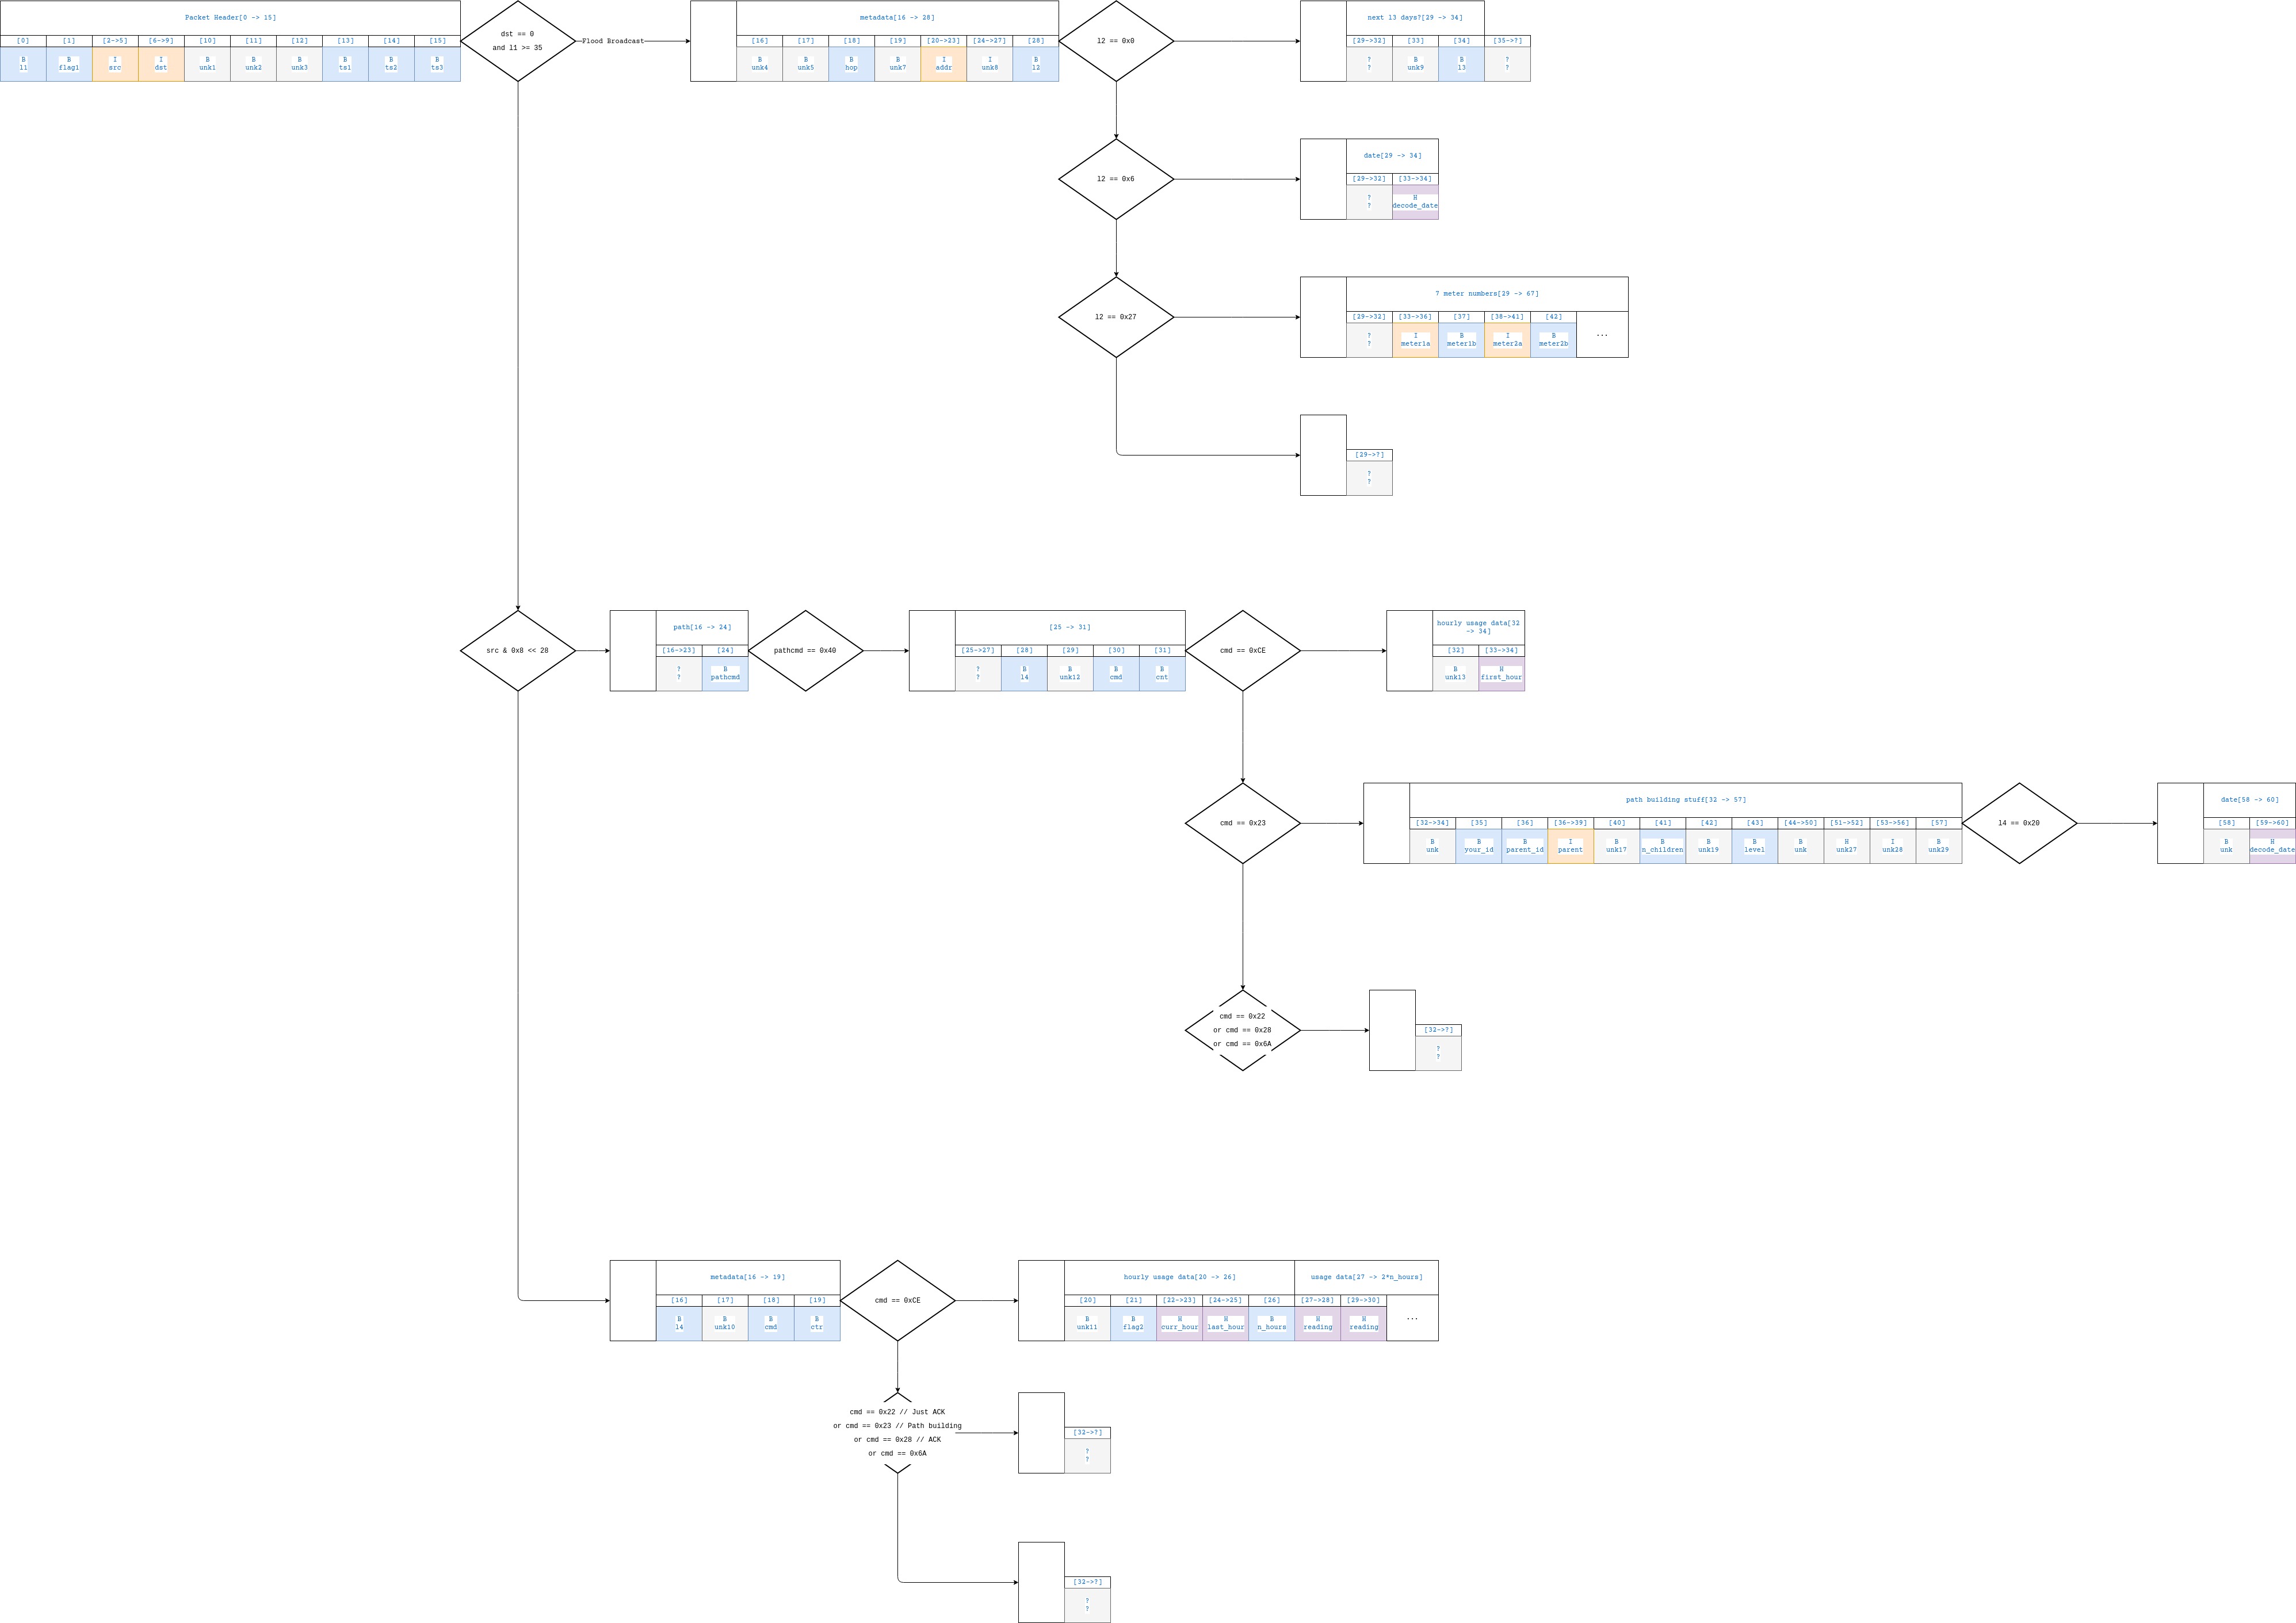 Packet Header[0 -> 15]
[0] [1] [2->5] [6->9] [10] [11] [12] [13] [14] [15]
B B I I B B B B B B
l1 flag1 src dst unk1 unk2 unk3 ts1 ts2 ts3
dst == 0
and l1 >= 35
Flood Broadcast
metadata[16 -> 28]
[16] [17] [18] [19] [20->23] [24->27] [28]
B B B B I I B
unk4 unk5 hop unk7 addr unk8 l2
l2 == 0x0
next l3 days?[29 -> 34]
[29->32] [33] [34] [35->?]
? B B ?
? unk9 l3 ?
l2 == 0x6
date[29 -> 34]
[29->32] [33->34]
? H
? decode_date
l2 == 0x27
? meter numbers[29 -> 67]
[29->32] [33->36] [37] [38->41] [42]
? I B I B
? meter1a meter1b meter2a meter2b
...
[29->?]
?
?
src & 0x8 << 28
path[16 -> 24]
[16->23] [24]
? B
? pathcmd
pathcmd == 0x40
[25 -> 31]
[25->27] [28] [29] [30] [31]
? B B B B
? l4 unk12 cmd cnt
cmd == 0xCE
hourly usage data[32
-> 34]
[32] [33->34]
B H
unk13 first_hour
cmd == 0x23
path building stuff[32 -> 57]
[32->34] [35] [36] [36->39] [40] [41] [42] [43] [44->50] [51->52] [53->56] [57]
B B B I B B B B B H I B
unk your_id parent_id parent unk17 n_children unk19 level unk unk27 unk28 unk29
l4 == 0x20
date[58 -> 60]
[58] [59->60]
B H
unk decode_date
cmd == 0x22
or cmd == 0x28
or cmd == 0x6A
[32->?]
?
?
metadata[16 -> 19]
[16] [17] [18] [19]
B B B B
l4 unk10 cmd ctr
cmd == 0xCE
hourly usage data[20 -> 26] usage data[27 -> 2*n_hours]
[20] [21] [22->23] [24->25] [26] [27->28] [29->30]
B B H H B H H
unk11 flag2 curr_hour last_hour n_hours reading reading
...
cmd == 0x22 // Just ACK
or cmd == 0x23 // Path building
or cmd == 0x28 // ACK
or cmd == 0x6A
[32->?]
?
?
[32->?]
?
?